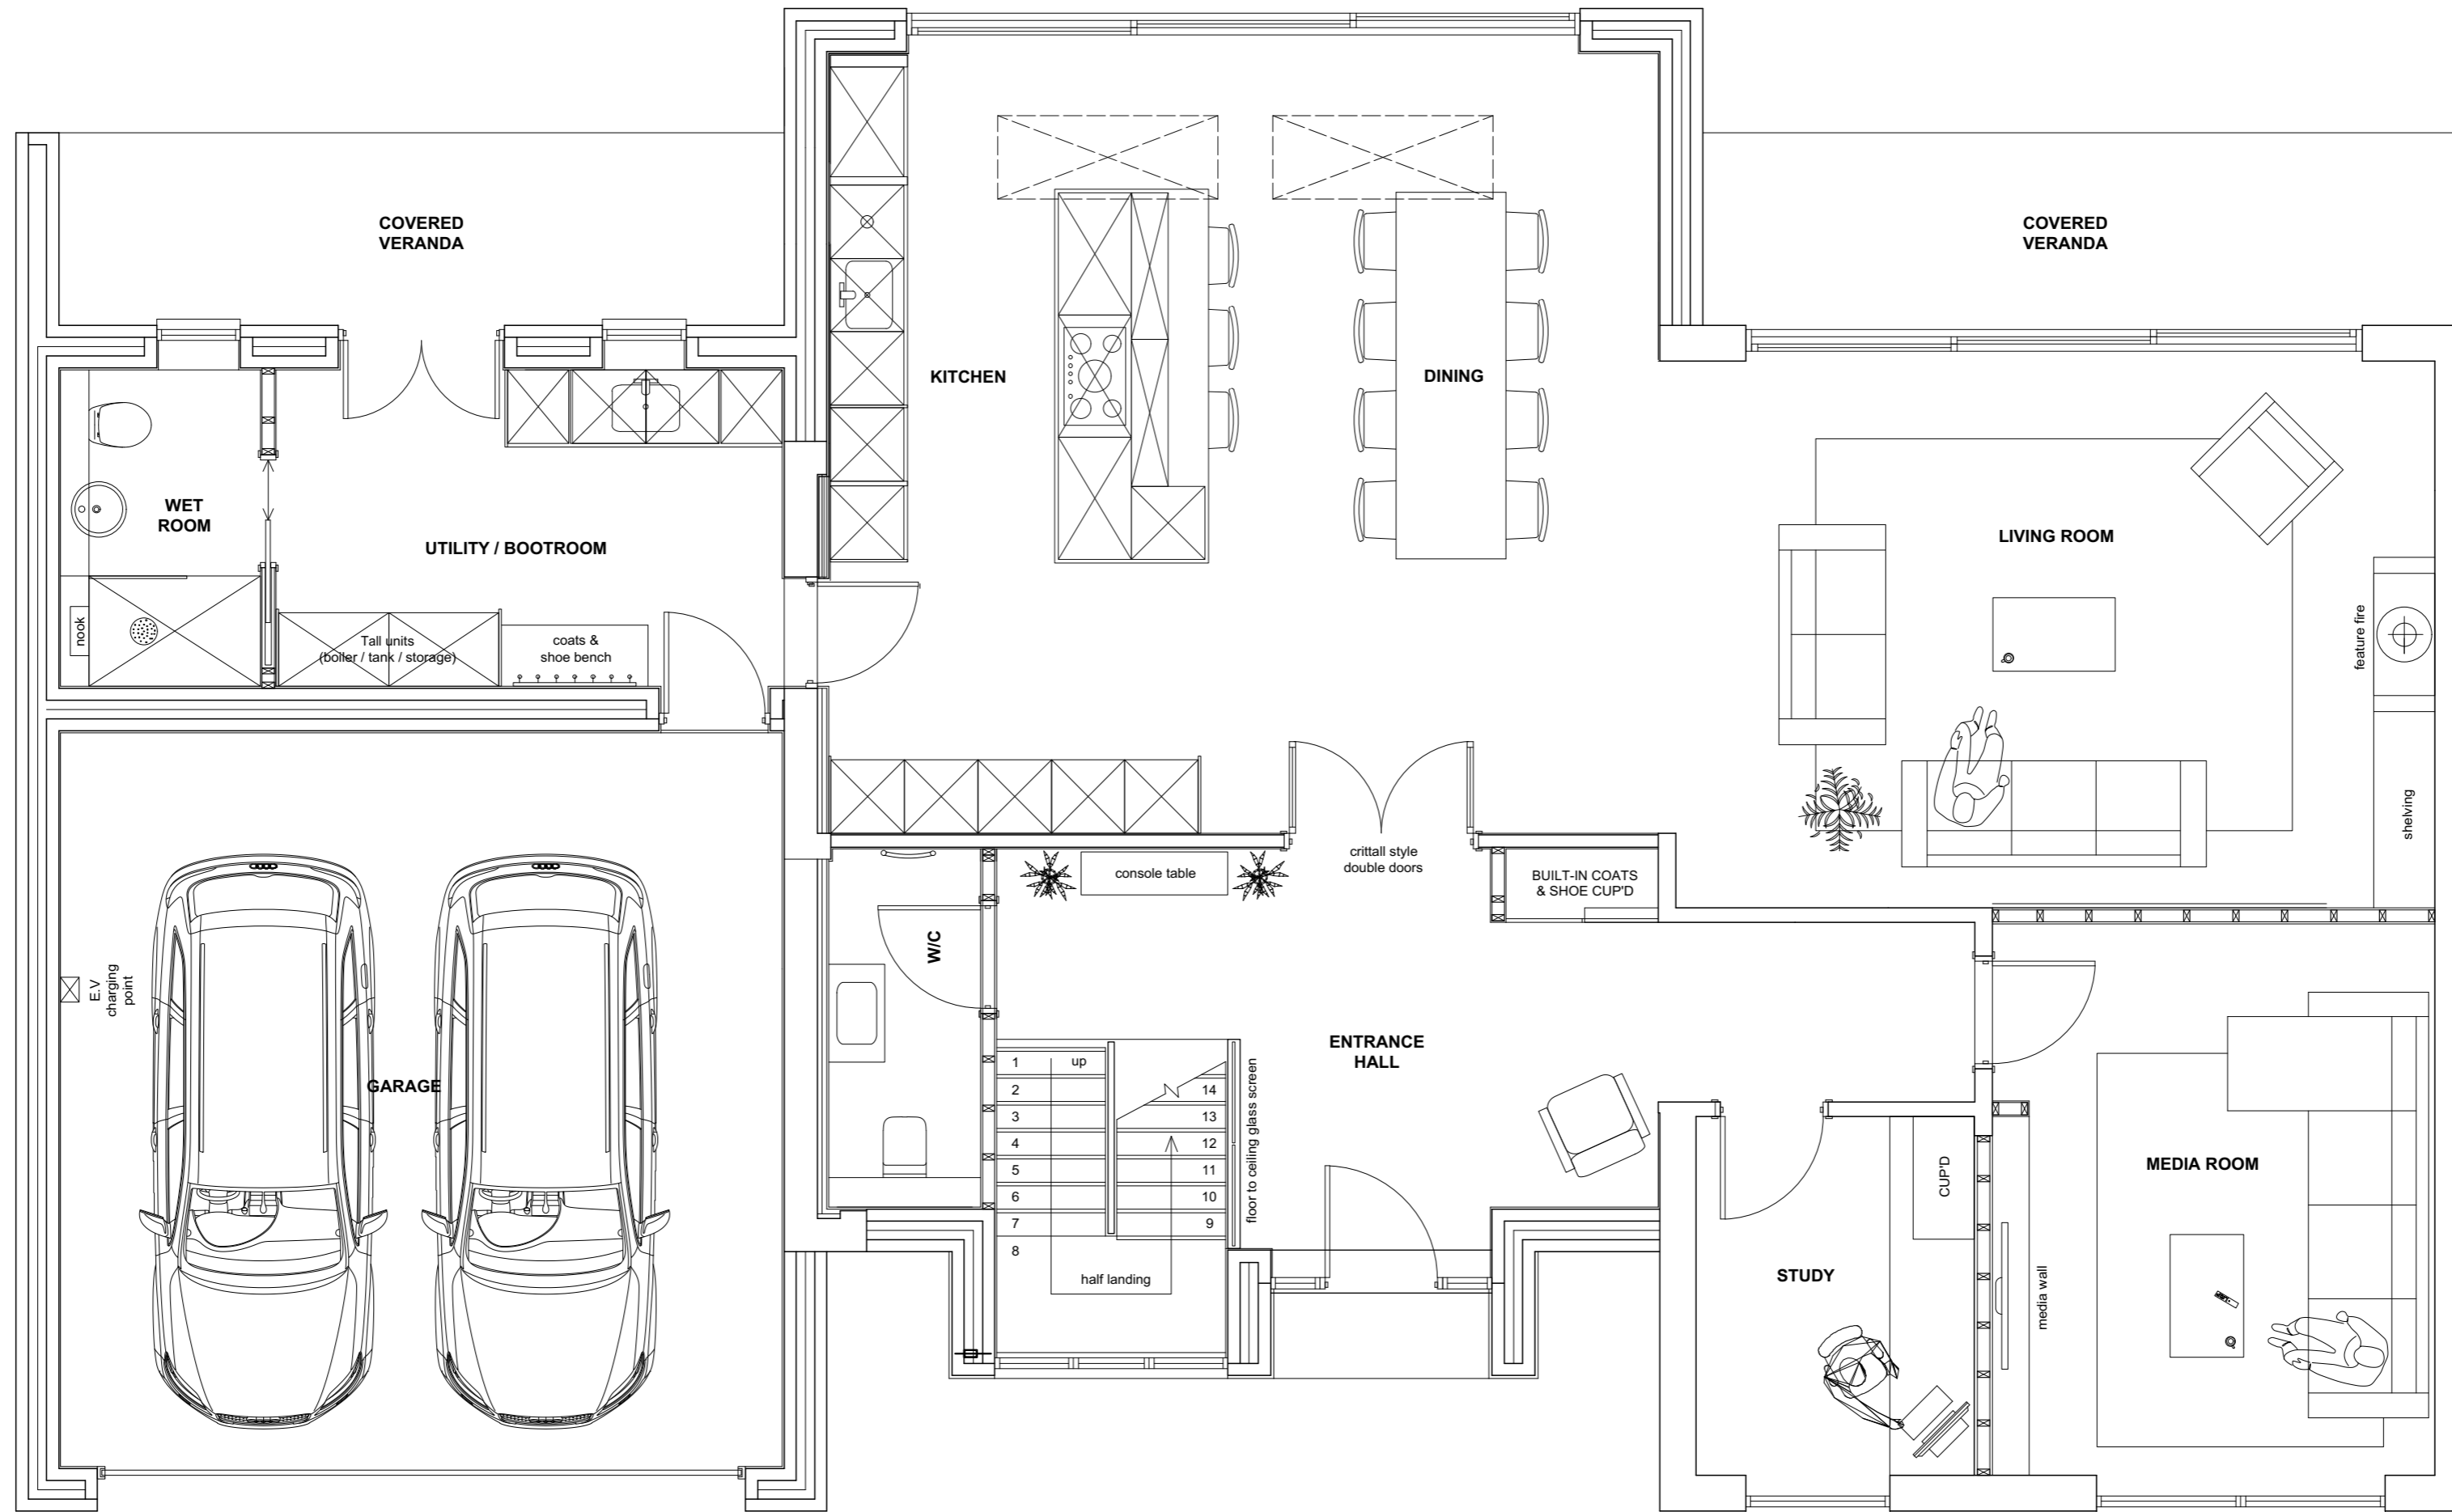 COVERED
VERANDA
COVERED
VERANDA
KITCHEN
DINING
WET
ROOM
UTILITY / BOOTROOM
LIVING ROOM
nook
Tall units
(boiler / tank / storage)
coats &
shoe bench
feature fire
shelving
crittall style
double doors
console table
BUILT-IN COATS
& SHOE CUP'D
W/C
E.V
charging
point
GARAGE
ENTRANCE
HALL
floor to ceiling glass screen
1
up
2
14
3
13
4
12
5
11
6
10
7
9
8
half landing
CUP'D
STUDY
media wall
MEDIA ROOM